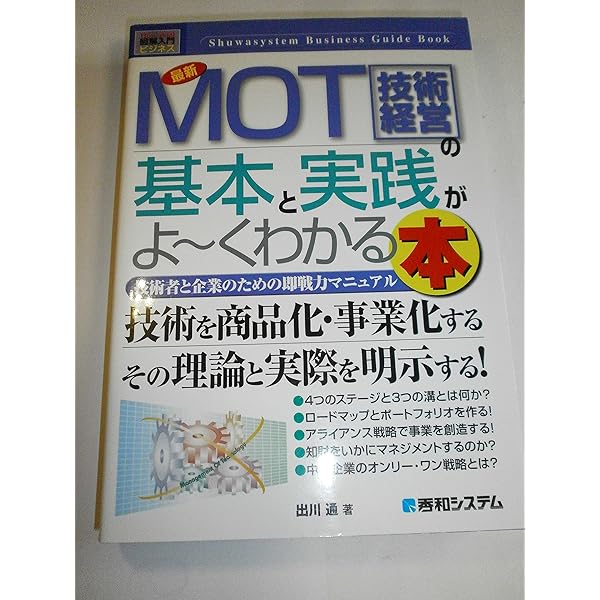 図解入門
ビジネス
Shuwasystem Business Guide Book
最新
MOT 技術経営の
基本と実践が
よ〜くわかる本
技術者と企業のための即戦力マニュアル
技術を商品化・事業化する
その理論と実際を明示する!
●4つのステージと3つの溝とは何か?
●ロードマップとポートフォリオを作る!
●アライアンス戦略で事業を創造する!
●知財をいかにマネジメントするのか?
●中小企業のオンリー・ワン戦略とは?
Management Of Technology
出川 通 著
秀和システム